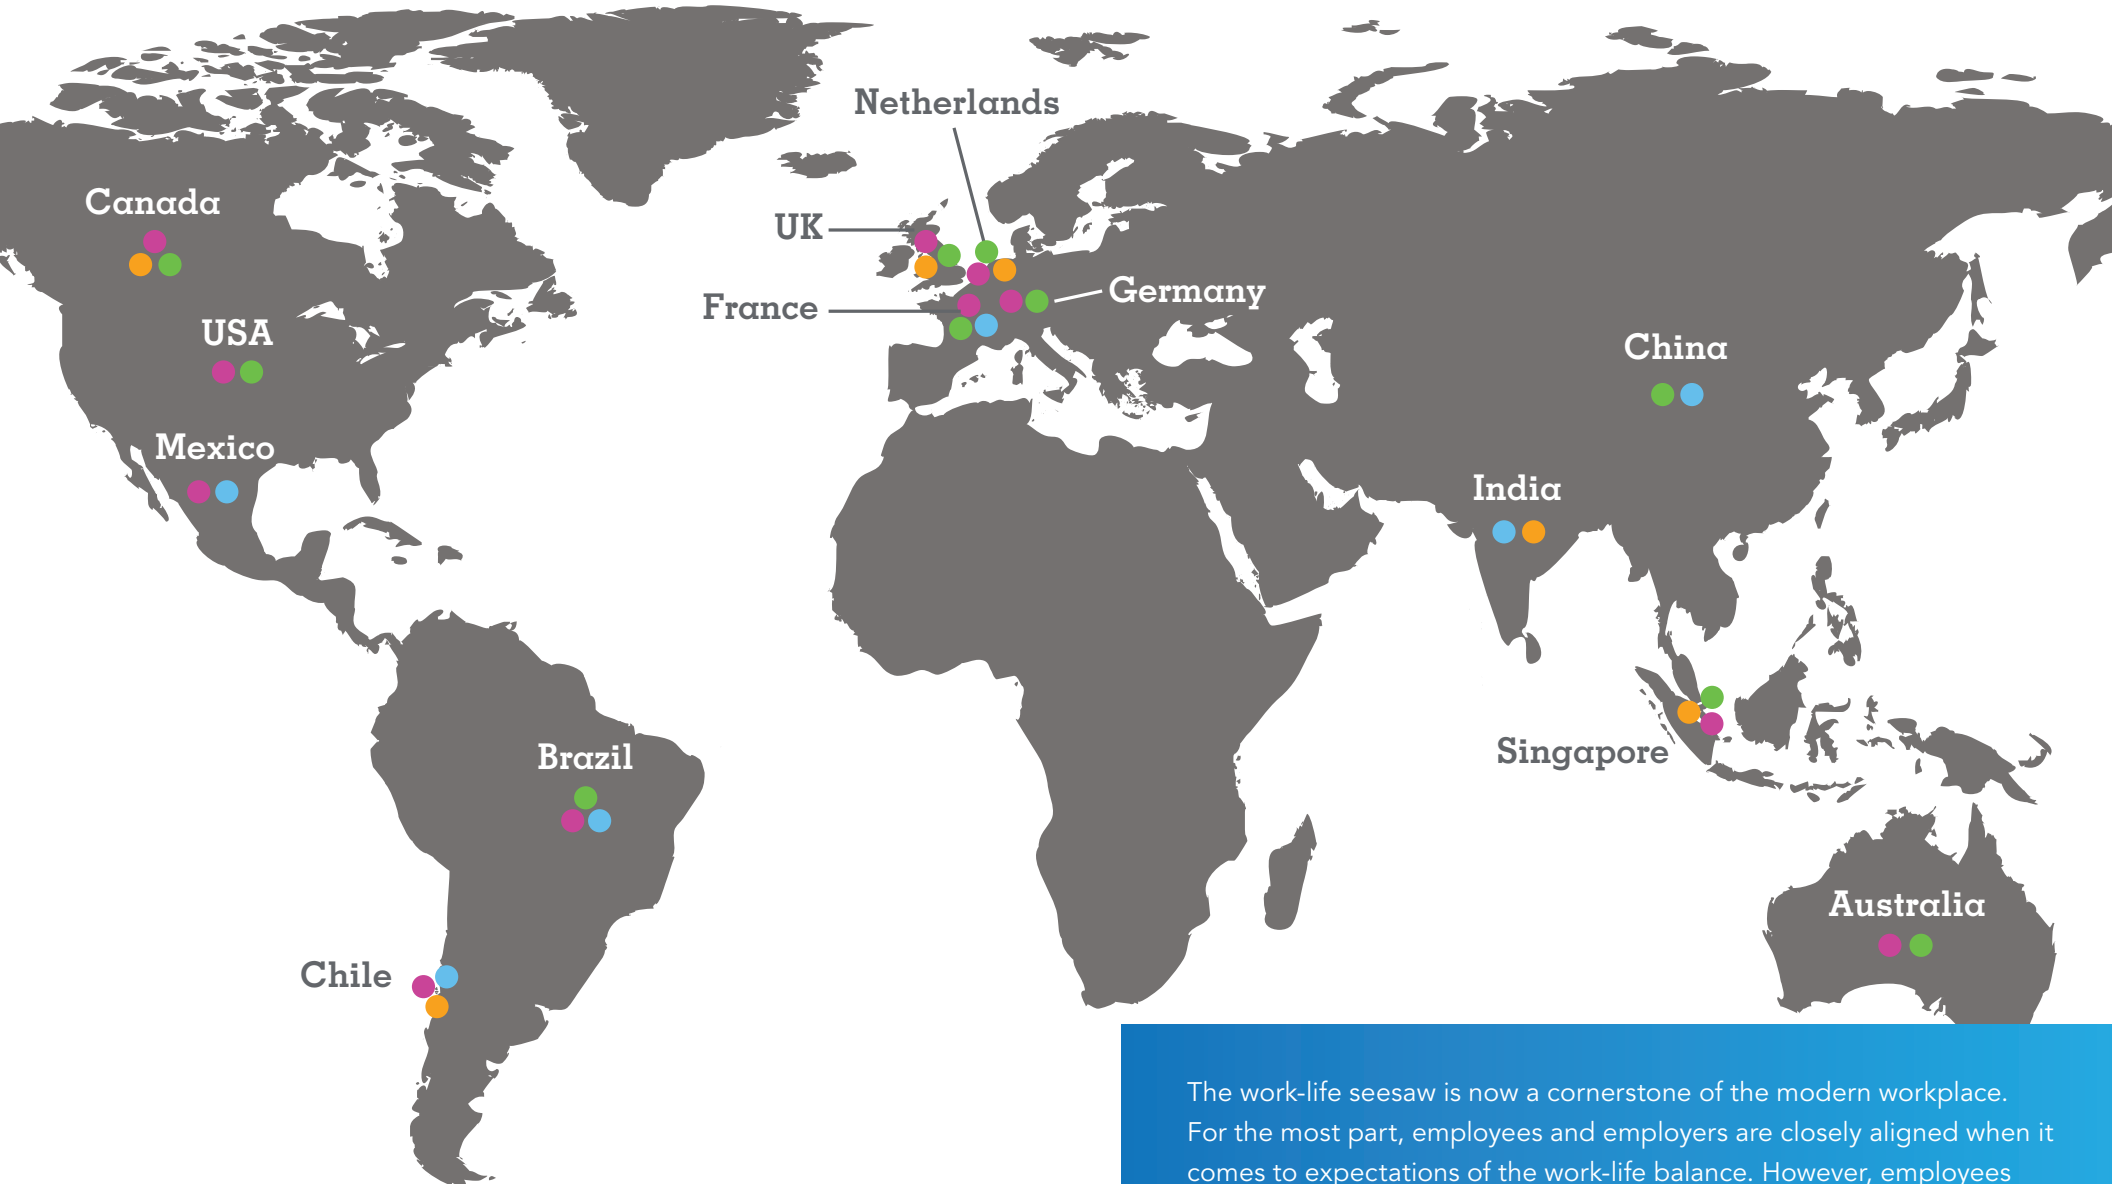 Netherlands
Canada
UK
Germany
France
USA
China
Mexico
India
Singapore
Brazil
Australia
Chile
The work-life seesaw is now a cornerstone of the modern workplace.
For the most part, employees and employers are closely aligned when it
comes to expectations of the work-life balance. However, employees